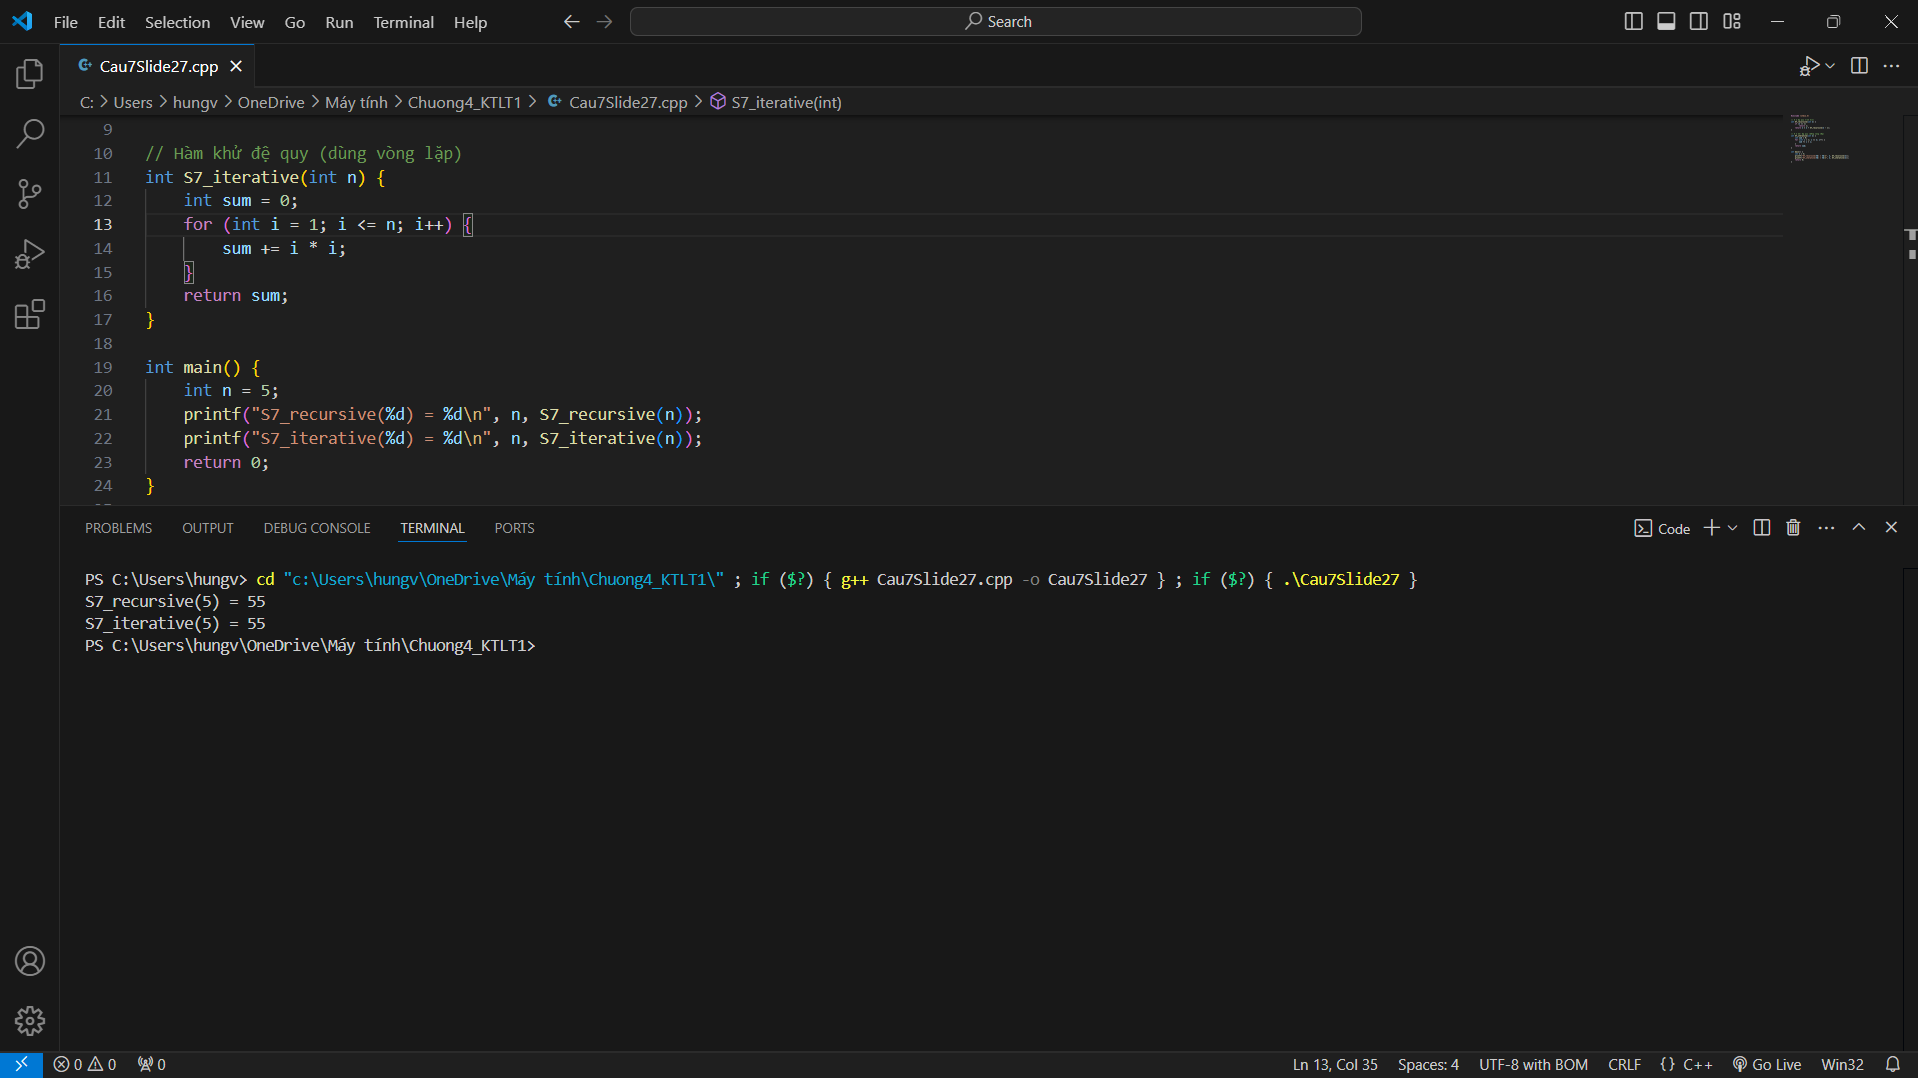 File Edit Selection View Go Run Terminal Help
Search
Cau7Slide27.cpp
C: > Users > hungv > OneDrive > Máy tính > Chuong4_KTLT1 > Cau7Slide27.cpp > S7_iterative(int)
9
10 // Hàm khử đệ quy (dùng vòng lặp)
11 int S7_iterative(int n) {
12 int sum = 0;
13 for (int i = 1; i <= n; i++) {
14 sum += i * i;
15 }
16 return sum;
17 }
18
19 int main() {
20 int n = 5;
21 printf("S7_recursive(%d) = %d\n", n, S7_recursive(n));
22 printf("S7_iterative(%d) = %d\n", n, S7_iterative(n));
23 return 0;
24 }
PROBLEMS OUTPUT DEBUG CONSOLE TERMINAL PORTS
Code
PS C:\Users\hungv> cd "c:\Users\hungv\OneDrive\Máy tính\Chuong4_KTLT1\" ; if ($?) { g++ Cau7Slide27.cpp -o Cau7Slide27 } ; if ($?) { .\Cau7Slide27 }
S7_recursive(5) = 55
S7_iterative(5) = 55
PS C:\Users\hungv\OneDrive\Máy tính\Chuong4_KTLT1>
0 0 0
Ln 13, Col 35 Spaces: 4 UTF-8 with BOM CRLF {} C++ Go Live Win32